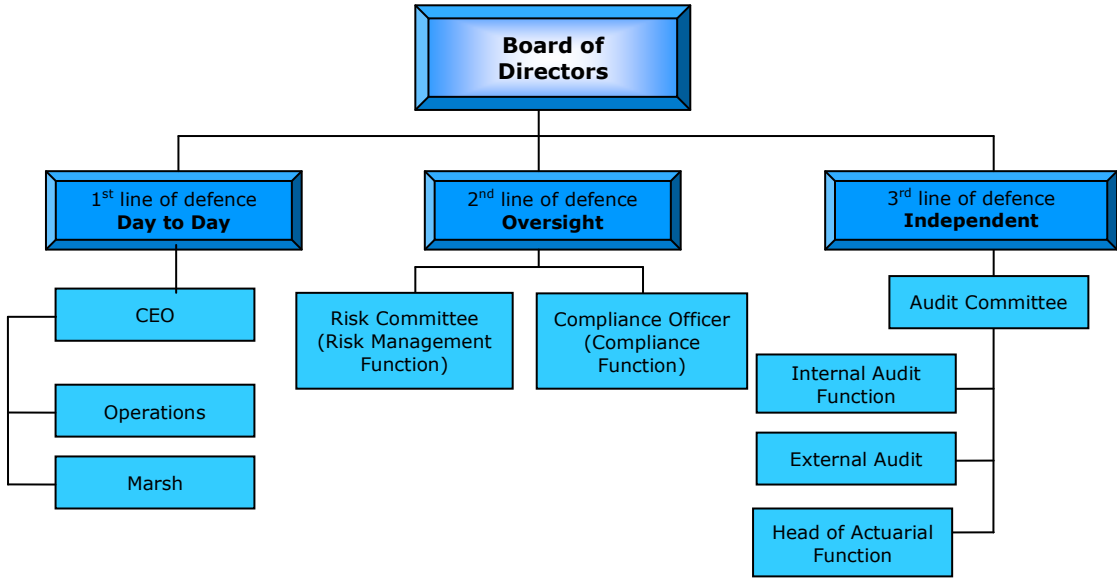 Board of
Directors
1st line of defence
Day to Day
2nd line of defence
Oversight
3rd line of defence
Independent
CEO
Operations
Marsh
Risk Committee
(Risk Management
Function)
Compliance Officer
(Compliance
Function)
Audit Committee
Internal Audit
Function
External Audit
Head of Actuarial
Function